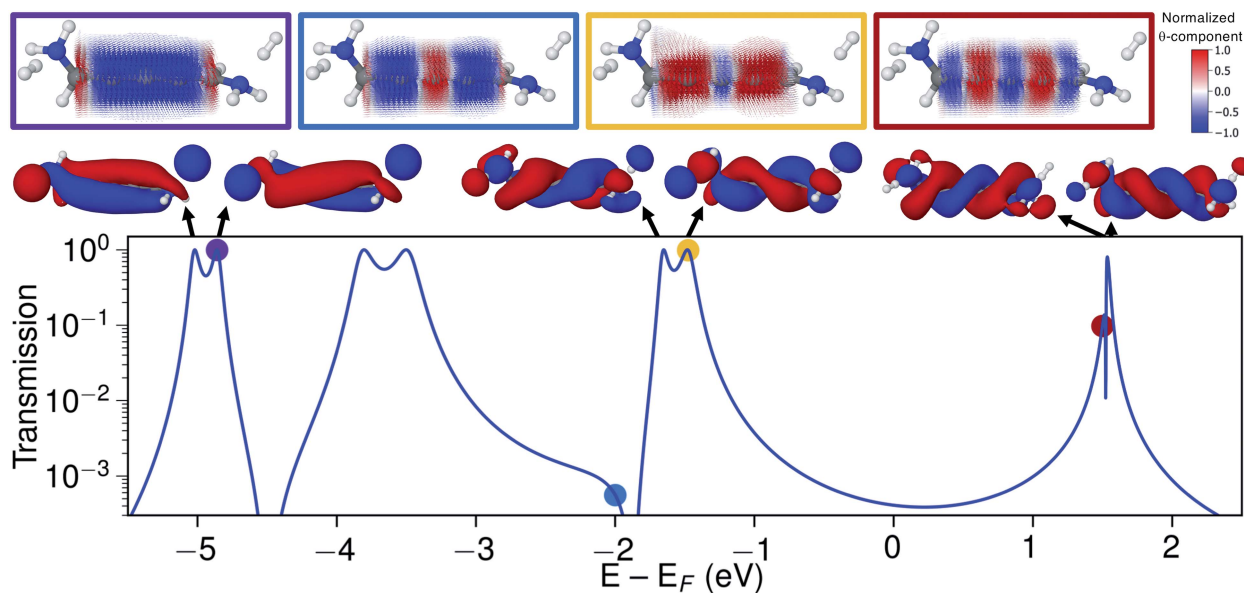 Normalized
θ-component
1.0
0.5
0.0
−0.5
−1.0
10⁰
10⁻¹
10⁻²
10⁻³
Transmission
−5 −4 −3 −2 −1 0 1 2
E − E_F (eV)